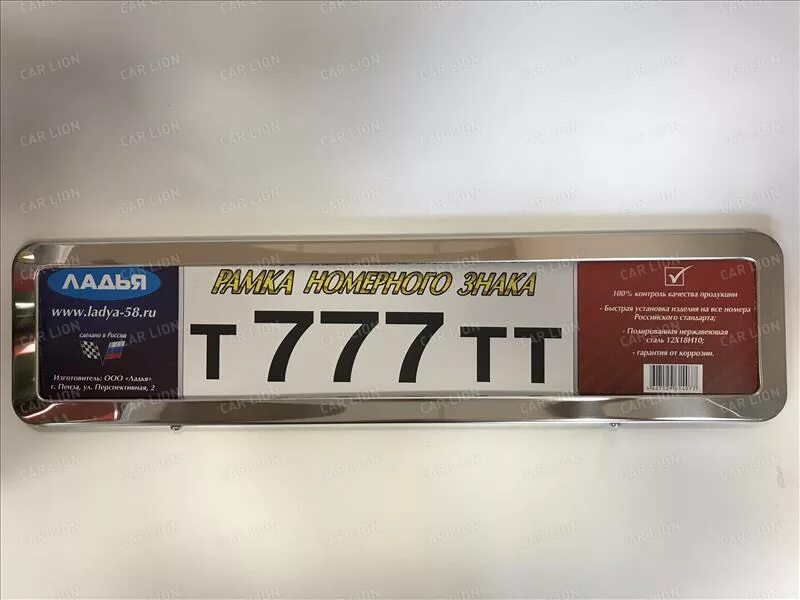 ЛАДЬЯ
www.ladya-58.ru
сделано в России
Изготовитель: ООО «Ладья»
г. Пенза, ул. Перспективная, 2
РАМКА НОМЕРНОГО ЗНАКА
Т 777 ТТ
100% контроль качества продукции
- Быстрая установка изделия на все номера
Российского стандарта;
- Полированная нержавеющая
сталь 12Х18Н10;
- гарантия от коррозии.
CAR LION